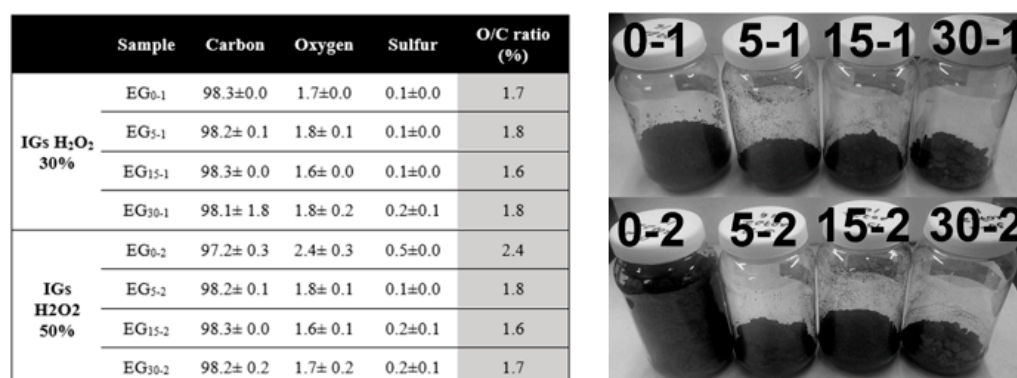 Sample Carbon Oxygen Sulfur O/C ratio (%)
IGs H₂O₂ 30%
EG₀₋₁ 98.3±0.0 1.7±0.0 0.1±0.0 1.7
EG₅₋₁ 98.2± 0.1 1.8± 0.1 0.1±0.0 1.8
EG₁₅₋₁ 98.3± 0.0 1.6± 0.0 0.1±0.0 1.6
EG₃₀₋₁ 98.1± 1.8 1.8± 0.2 0.2±0.1 1.8
IGs H2O2 50%
EG₀₋₂ 97.2± 0.3 2.4± 0.3 0.5±0.0 2.4
EG₅₋₂ 98.2± 0.1 1.8± 0.1 0.1±0.0 1.8
EG₁₅₋₂ 98.3± 0.0 1.6± 0.1 0.2±0.1 1.6
EG₃₀₋₂ 98.2± 0.2 1.7± 0.2 0.2±0.1 1.7
0-1 5-1 15-1 30-1
0-2 5-2 15-2 30-2